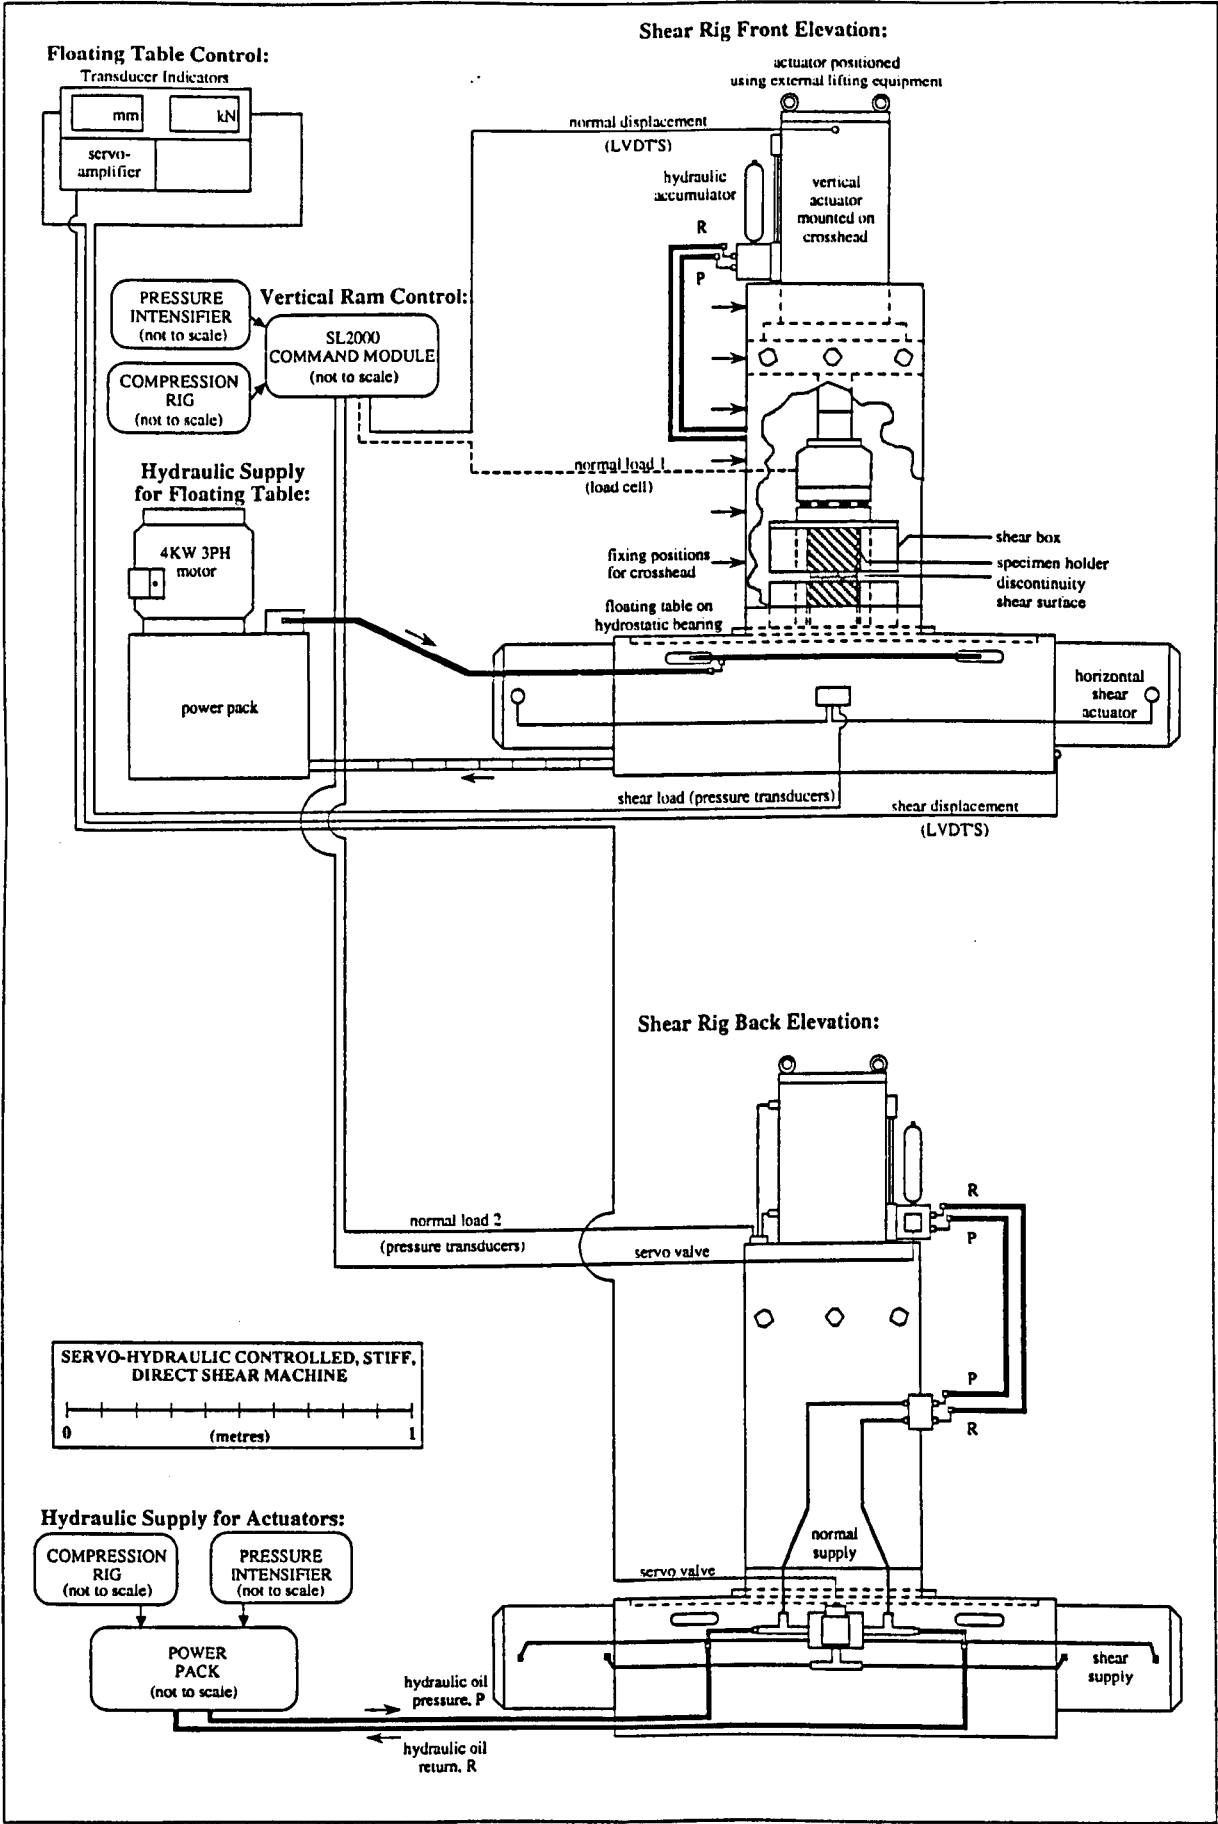 Shear Rig Front Elevation:
Floating Table Control:
Transducer Indicators
mm
kN
servo-
amplifier
actuator positioned
using external lifting equipment
normal displacement
(LVDT'S)
hydraulic
accumulator
vertical
actuator
mounted on
crosshead
R
P
PRESSURE
INTENSIFIER
(not to scale)
Vertical Ram Control:
SL2000
COMMAND MODULE
(not to scale)
COMPRESSION
RIG
(not to scale)
Hydraulic Supply
for Floating Table:
4KW 3PH
motor
power pack
normal load 1
(load cell)
fixing positions
for crosshead
floating table on
hydrostatic bearing
shear box
specimen holder
discontinuity
shear surface
horizontal
shear
actuator
shear load (pressure transducers)
shear displacement
(LVDT'S)
Shear Rig Back Elevation:
R
P
normal load 2
(pressure transducers)
servo valve
P
R
SERVO-HYDRAULIC CONTROLLED, STIFF,
DIRECT SHEAR MACHINE
0
(metres)
1
Hydraulic Supply for Actuators:
COMPRESSION
RIG
(not to scale)
PRESSURE
INTENSIFIER
(not to scale)
POWER
PACK
(not to scale)
normal
supply
servo valve
shear
supply
hydraulic oil
pressure, P
hydraulic oil
return, R